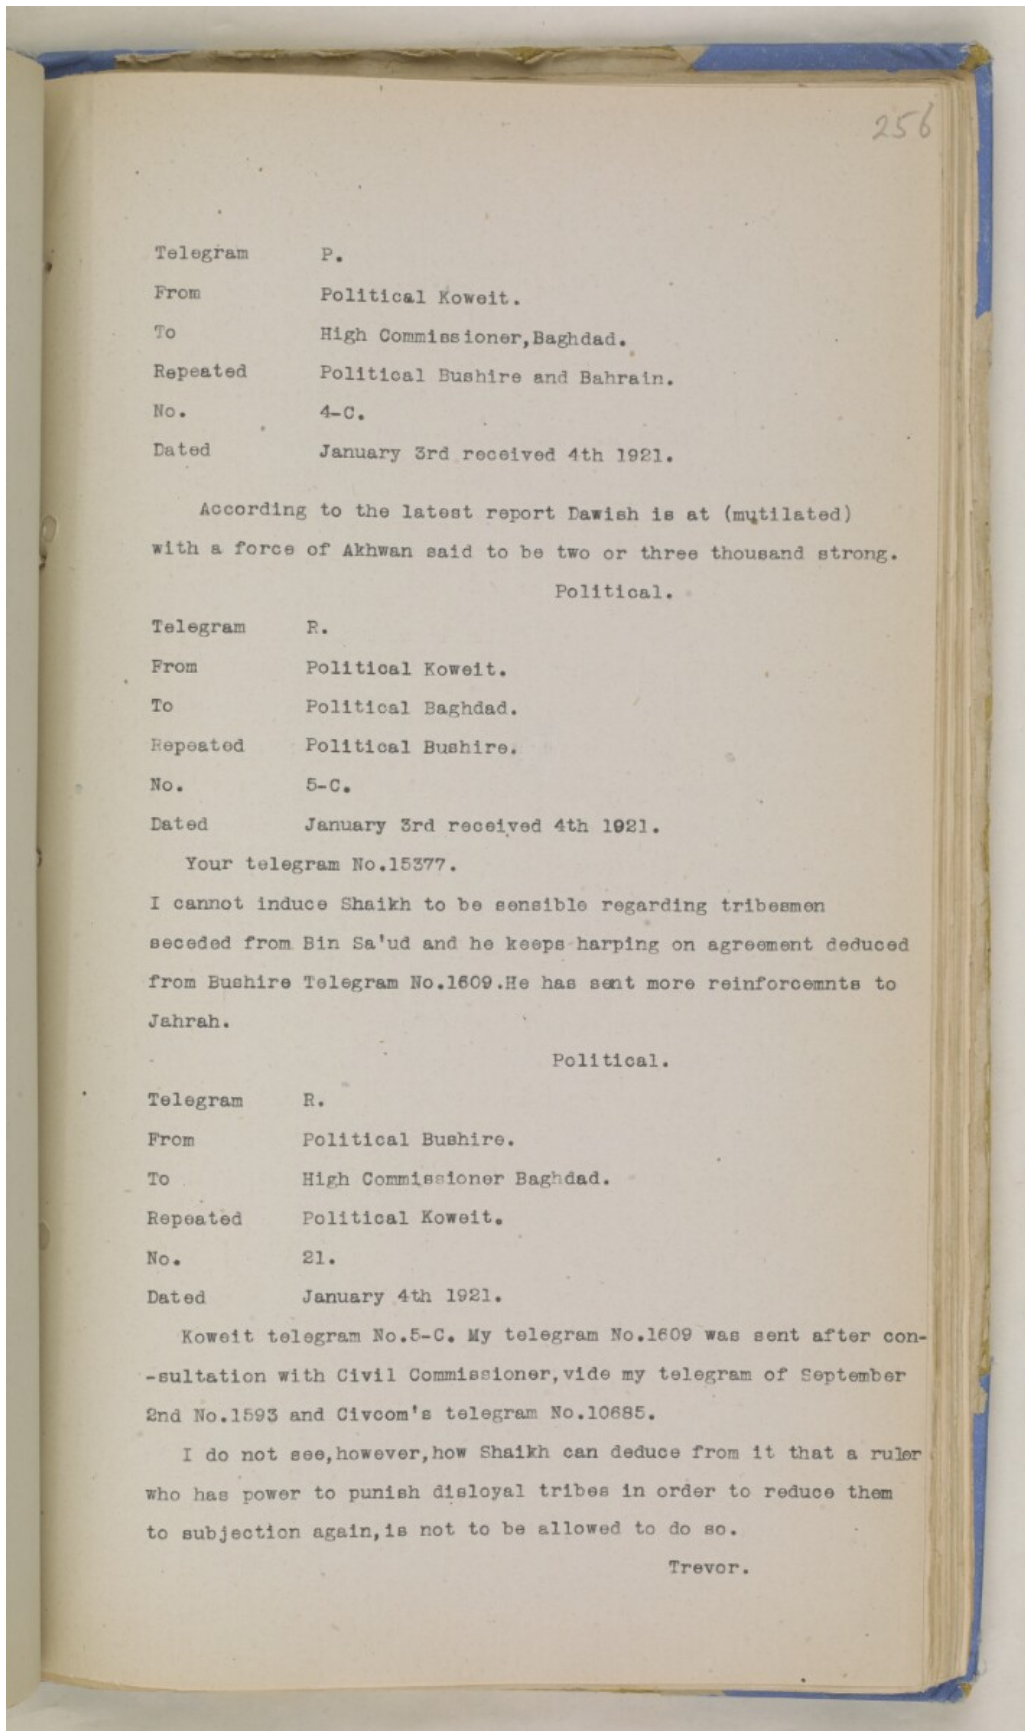 256
Telegram P.
From Political Koweit.
To High Commissioner,Baghdad.
Repeated Political Bushire and Bahrain.
No. 4-C.
Dated January 3rd received 4th 1921.
According to the latest report Dawish is at (mutilated)
with a force of Akhwan said to be two or three thousand strong.
Political.
Telegram R.
From Political Koweit.
To Political Baghdad.
Repeated Political Bushire.
No. 5-C.
Dated January 3rd received 4th 1921.
Your telegram No.15377.
I cannot induce Shaikh to be sensible regarding tribesmen
seceded from Bin Sa'ud and he keeps harping on agreement deduced
from Bushire Telegram No.1609.He has sent more reinforcemnts to
Jahrah.
Political.
Telegram R.
From Political Bushire.
To High Commissioner Baghdad.
Repeated Political Koweit.
No. 21.
Dated January 4th 1921.
Koweit telegram No.5-C. My telegram No.1609 was sent after con-
-sultation with Civil Commissioner,vide my telegram of September
2nd No.1593 and Civcom's telegram No.10685.
I do not see,however,how Shaikh can deduce from it that a ruler
who has power to punish disloyal tribes in order to reduce them
to subjection again,is not to be allowed to do so.
Trevor.